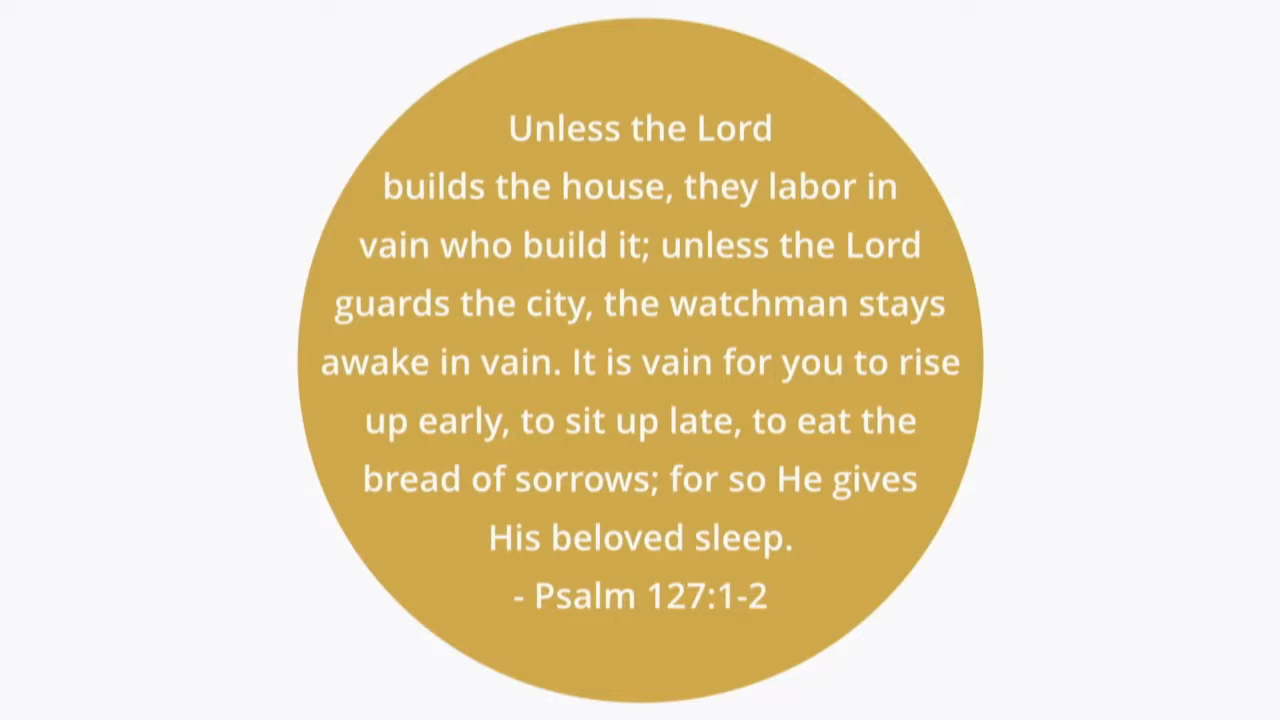 Unless the Lord
builds the house, they labor in
vain who build it; unless the Lord
guards the city, the watchman stays
awake in vain. It is vain for you to rise
up early, to sit up late, to eat the
bread of sorrows; for so He gives
His beloved sleep.
- Psalm 127:1-2